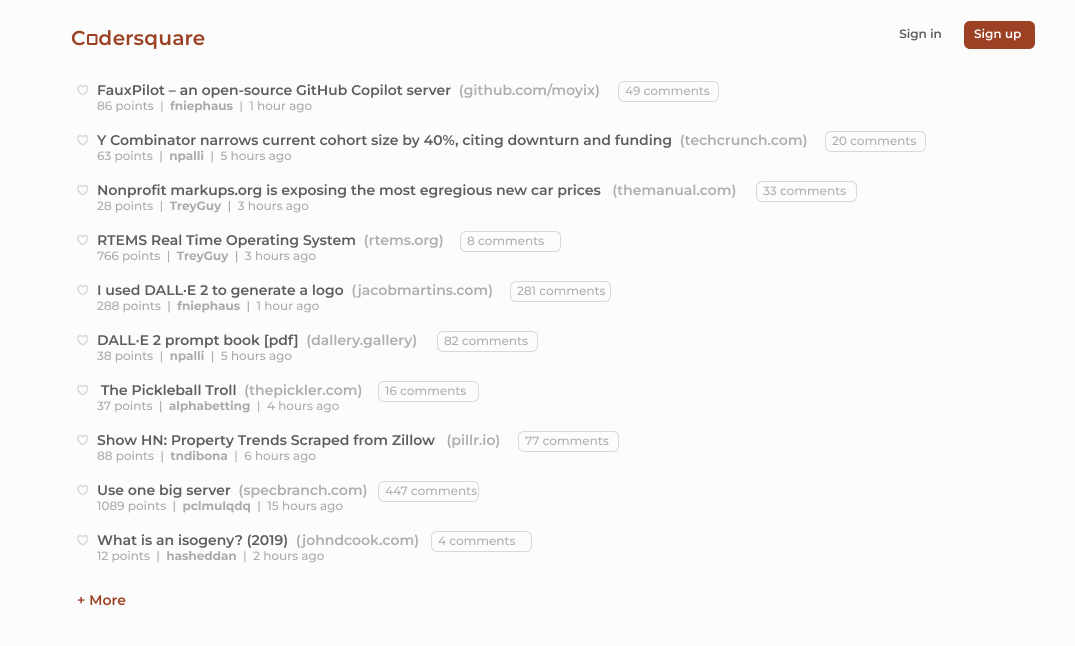 C□dersquare
Sign in
Sign up
FauxPilot – an open-source GitHub Copilot server (github.com/moyix) 49 comments
86 points | fniephaus | 1 hour ago
Y Combinator narrows current cohort size by 40%, citing downturn and funding (techcrunch.com) 20 comments
63 points | npalli | 5 hours ago
Nonprofit markups.org is exposing the most egregious new car prices (themanual.com) 33 comments
28 points | TreyGuy | 3 hours ago
RTEMS Real Time Operating System (rtems.org) 8 comments
766 points | TreyGuy | 3 hours ago
I used DALL·E 2 to generate a logo (jacobmartins.com) 281 comments
288 points | fniephaus | 1 hour ago
DALL·E 2 prompt book [pdf] (dallery.gallery) 82 comments
38 points | npalli | 5 hours ago
The Pickleball Troll (thepickler.com) 16 comments
37 points | alphabetting | 4 hours ago
Show HN: Property Trends Scraped from Zillow (pillr.io) 77 comments
88 points | tndibona | 6 hours ago
Use one big server (specbranch.com) 447 comments
1089 points | pclmulqdq | 15 hours ago
What is an isogeny? (2019) (johndcook.com) 4 comments
12 points | hasheddan | 2 hours ago
+ More